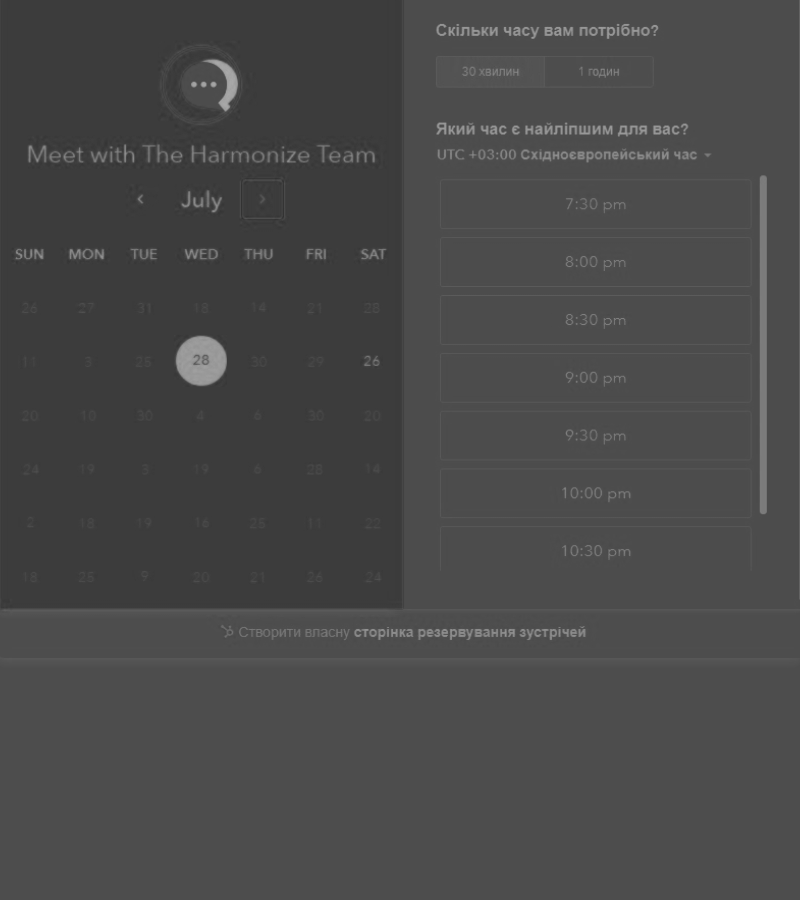 Meet with The Harmonize Team
July
SUN MON TUE WED THU FRI SAT
26 27 31 18 14 21 28
11 3 25 28 30 29 26
20 10 30 4 6 30 20
24 19 3 19 6 28 14
2 18 19 16 28 11 22
18 25 9 20 21 26 24
Скільки часу вам потрібно?
30 хвилин 1 годин
Який час є найліпшим для вас?
UTC +03:00 Східноєвропейський час
7:30 pm
8:00 pm
8:30 pm
9:00 pm
9:30 pm
10:00 pm
10:30 pm
Створити власну сторінка резервування зустрічей